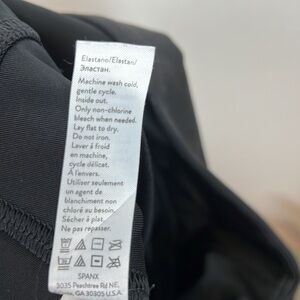 Elastano/Elastan/
Эластан.
Machine wash cold,
gentle cycle.
Inside out.
Only non-chlorine
bleach when needed.
Lay flat to dry.
Do not iron.
Laver à froid
en machine,
cycle délicat.
À l'envers.
Utiliser seulement
un agent de
blanchiment non
chloré au besoin.
Sécher à plat.
Ne pas repasser.
SPANX
3035 Peachtree Rd NE,
GA 30305 U.S.A.